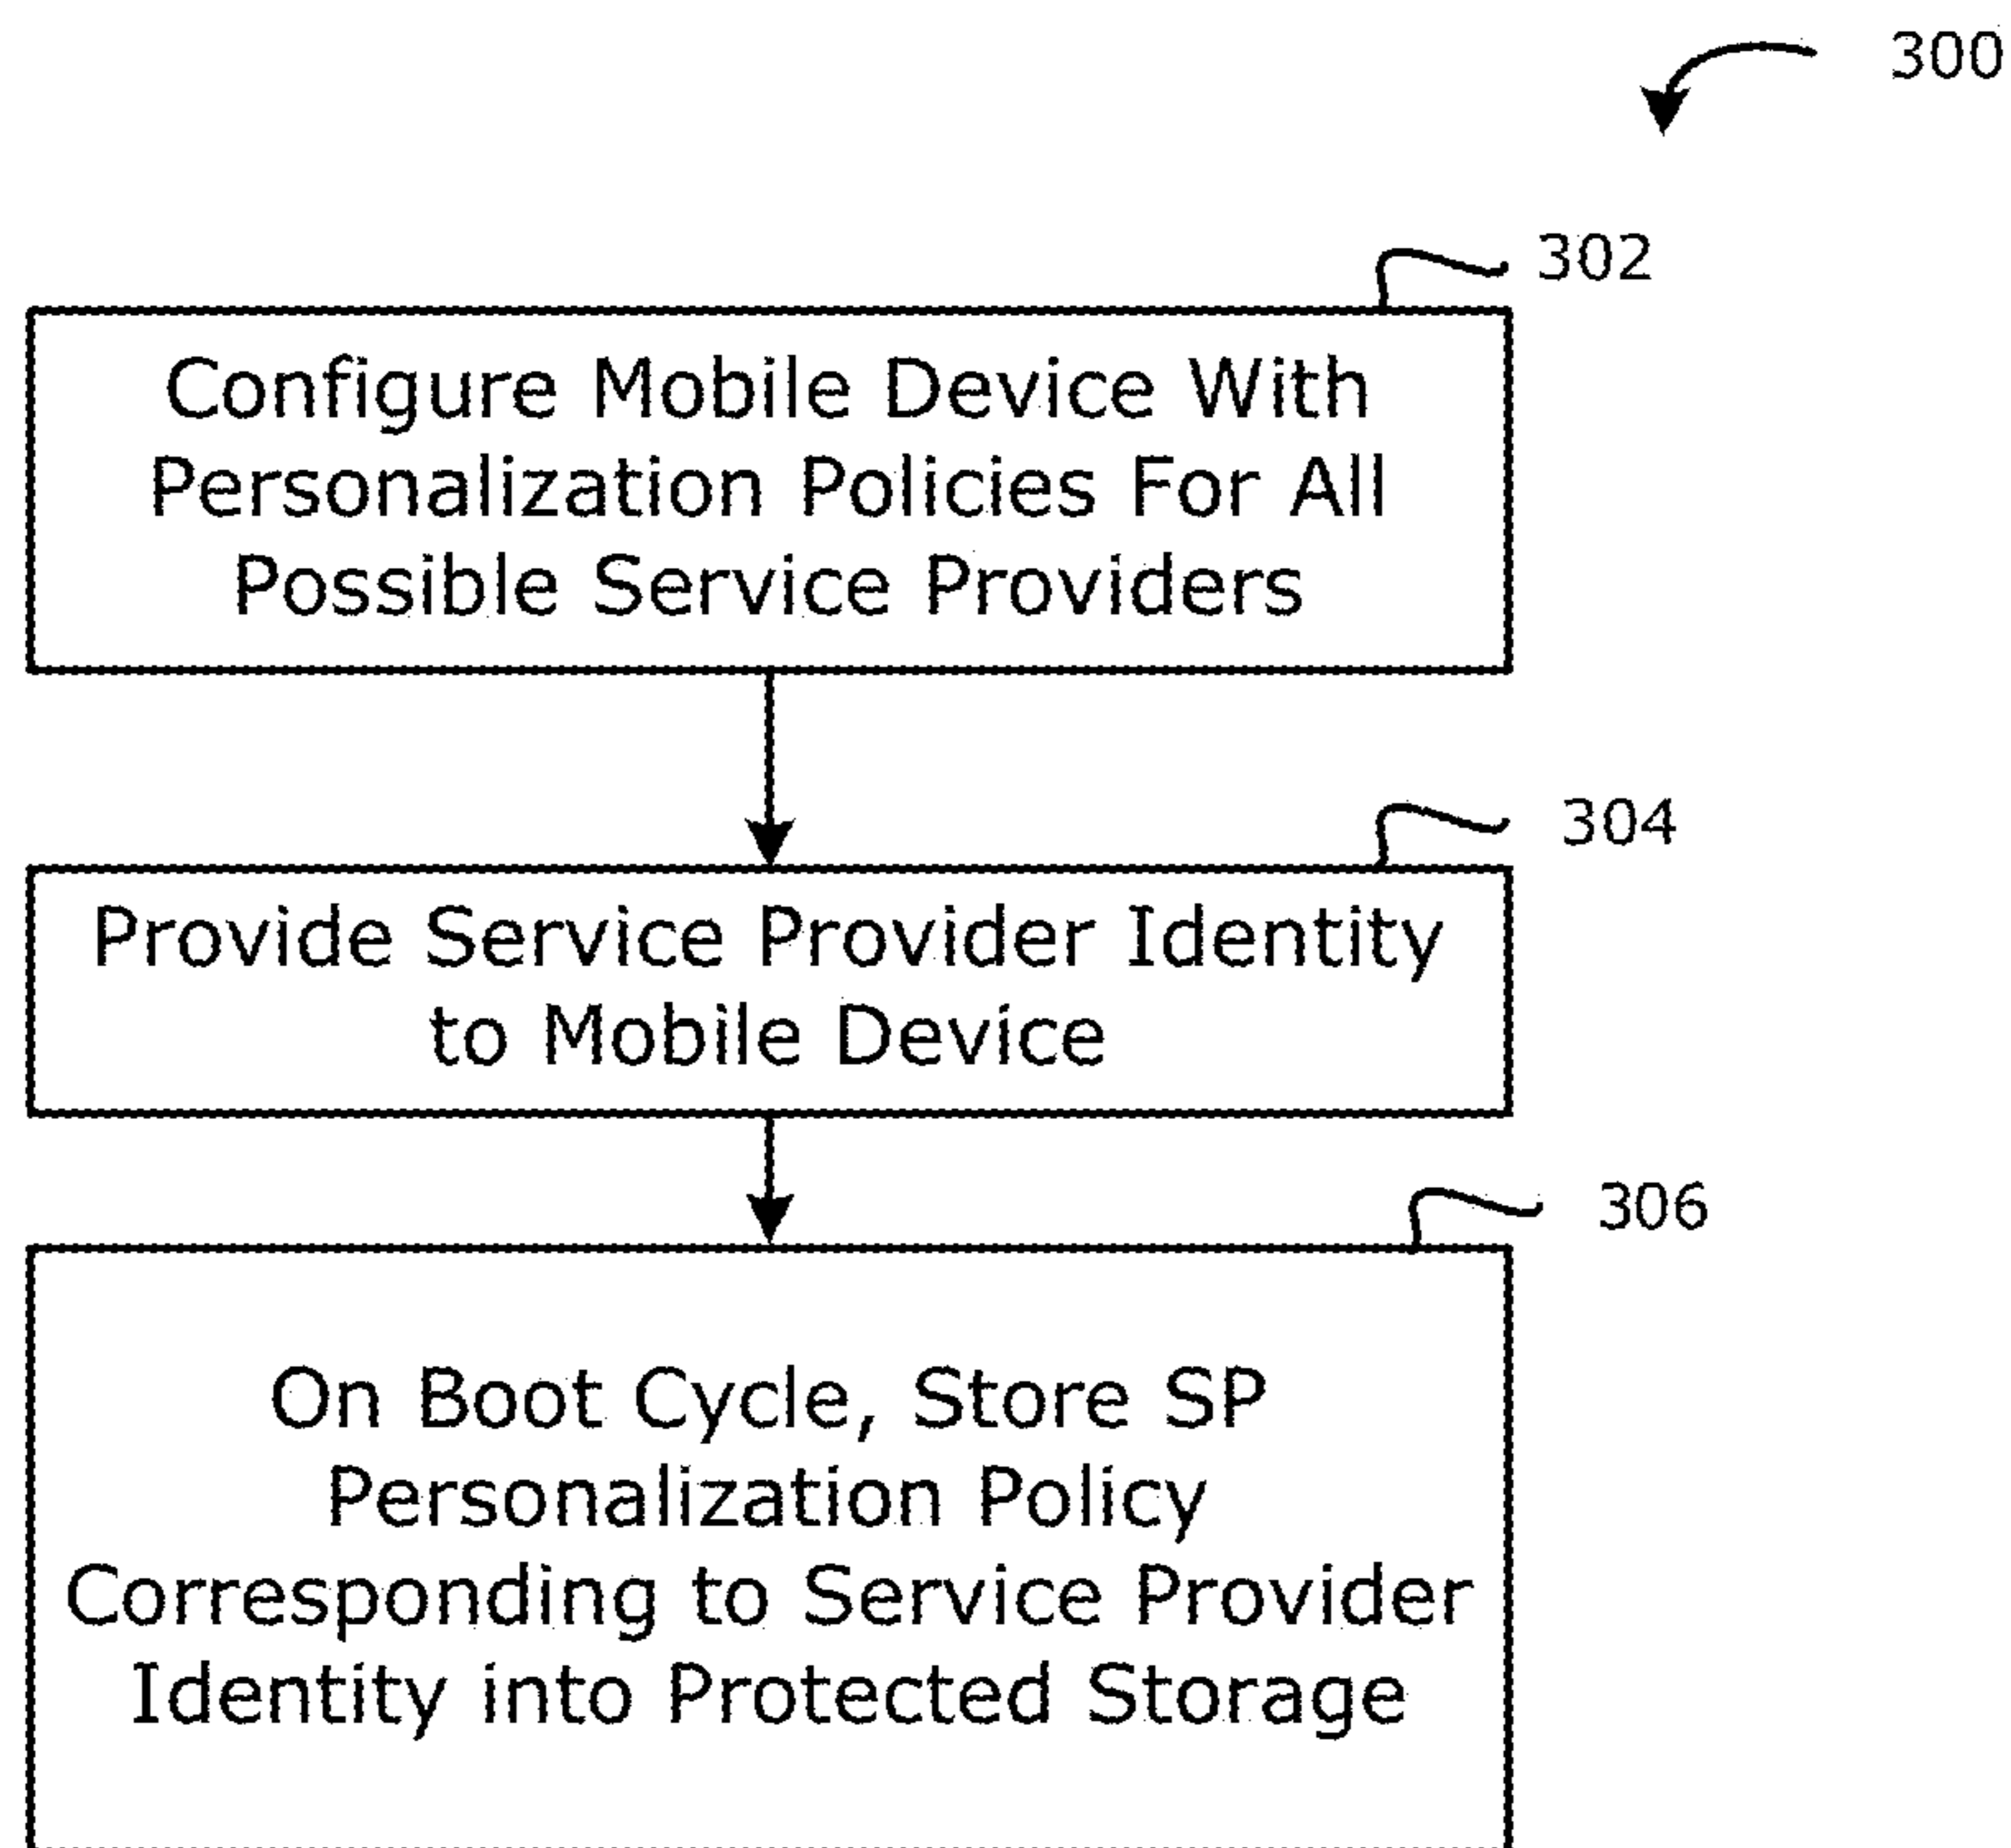 300
302
Configure Mobile Device With
Personalization Policies For All
Possible Service Providers
304
Provide Service Provider Identity
to Mobile Device
306
On Boot Cycle, Store SP
Personalization Policy
Corresponding to Service Provider
Identity into Protected Storage